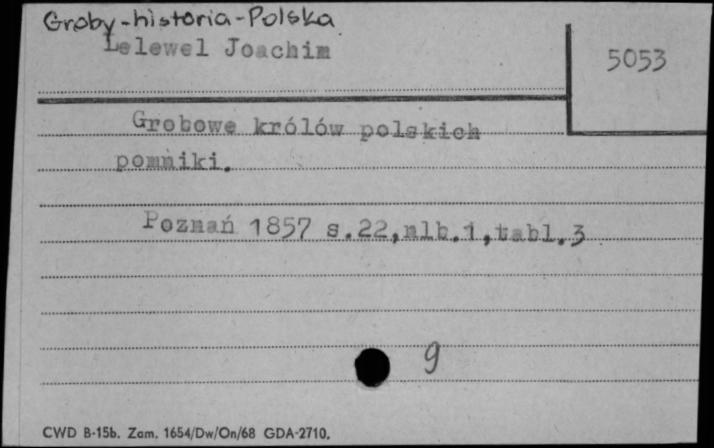 Groby-historia-Polska
Lelewel Joachim
5053
Grobowe królów polskich
pomniki.
Poznań 1857 s.22,nlb.1,tabl.3
9
CWD B-15b. Zam. 1654/Dw/On/68 GDA-2710.